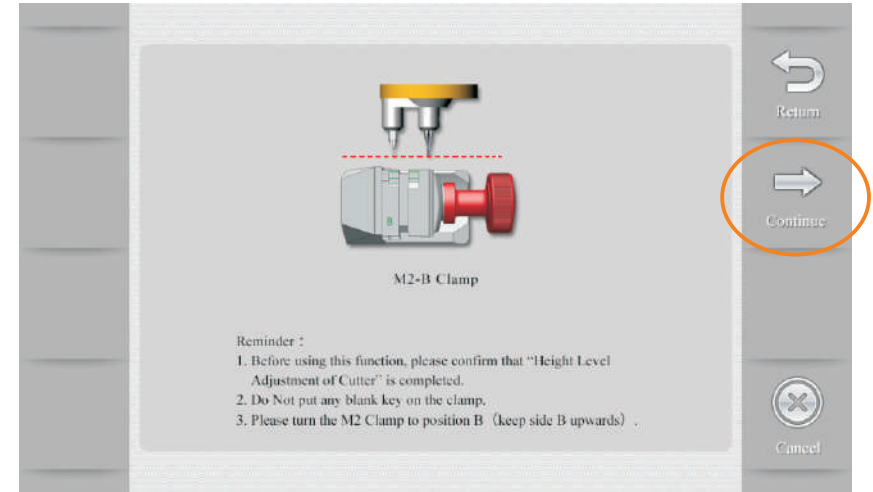 Return
Continue
M2-B Clamp
Reminder：
1. Before using this function, please confirm that “Height Level
Adjustment of Cutter” is completed.
2. Do Not put any blank key on the clamp.
3. Please turn the M2 Clamp to position B（keep side B upwards）.
Cancel